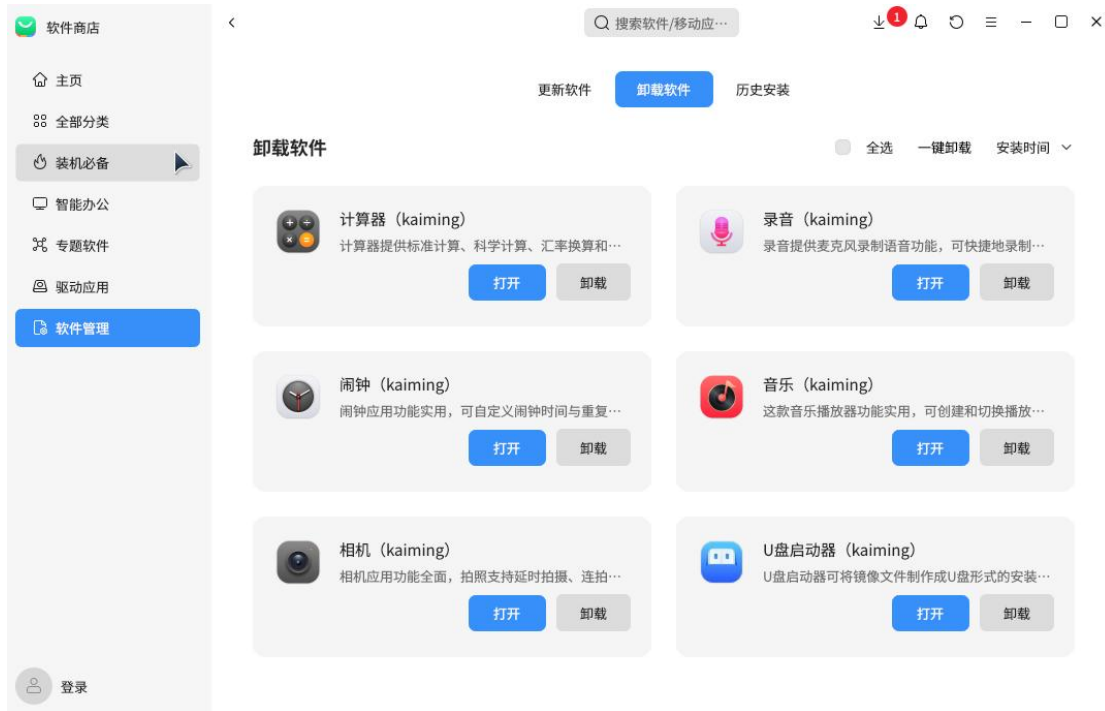 软件商店
搜索软件/移动应…
1
主页
全部分类
装机必备
智能办公
专题软件
驱动应用
软件管理
登录
更新软件 卸载软件 历史安装
卸载软件
全选 一键卸载 安装时间
计算器（kaiming）
计算器提供标准计算、科学计算、汇率换算和…
打开 卸载
录音（kaiming）
录音提供麦克风录制语音功能，可快捷地录制…
打开 卸载
闹钟（kaiming）
闹钟应用功能实用，可自定义闹钟时间与重复…
打开 卸载
音乐（kaiming）
这款音乐播放器功能实用，可创建和切换播放…
打开 卸载
相机（kaiming）
相机应用功能全面，拍照支持延时拍摄、连拍…
打开 卸载
U盘启动器（kaiming）
U盘启动器可将镜像文件制作成U盘形式的安装…
打开 卸载